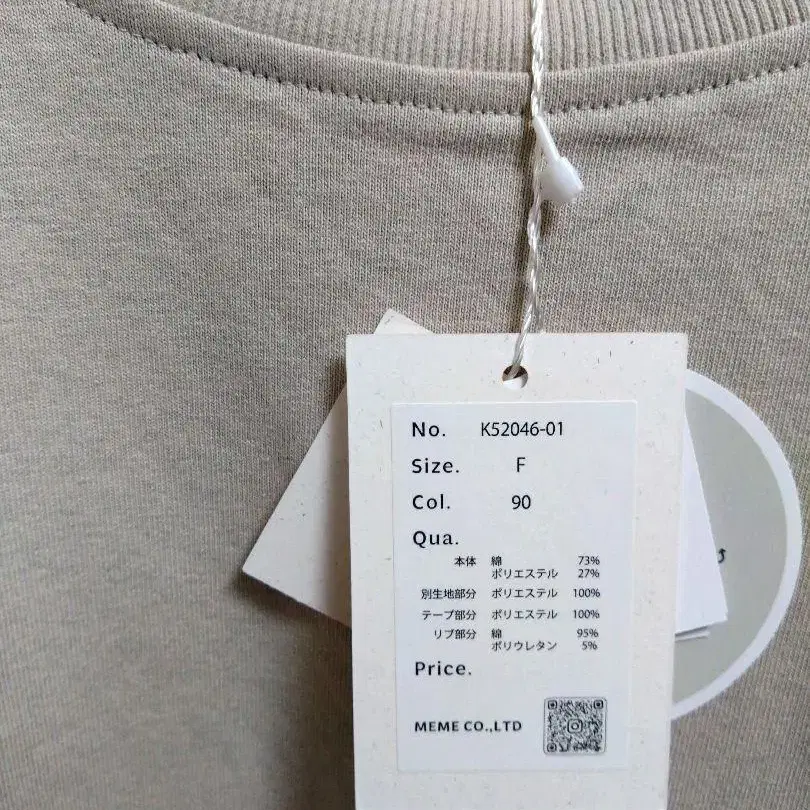 No. K52046-01
Size. F
Col. 90
Qua.
本体 綿 73%
ポリエステル 27%
別生地部分 ポリエステル 100%
テープ部分 ポリエステル 100%
リブ部分 綿 95%
ポリウレタン 5%
Price.
MEME CO.,LTD